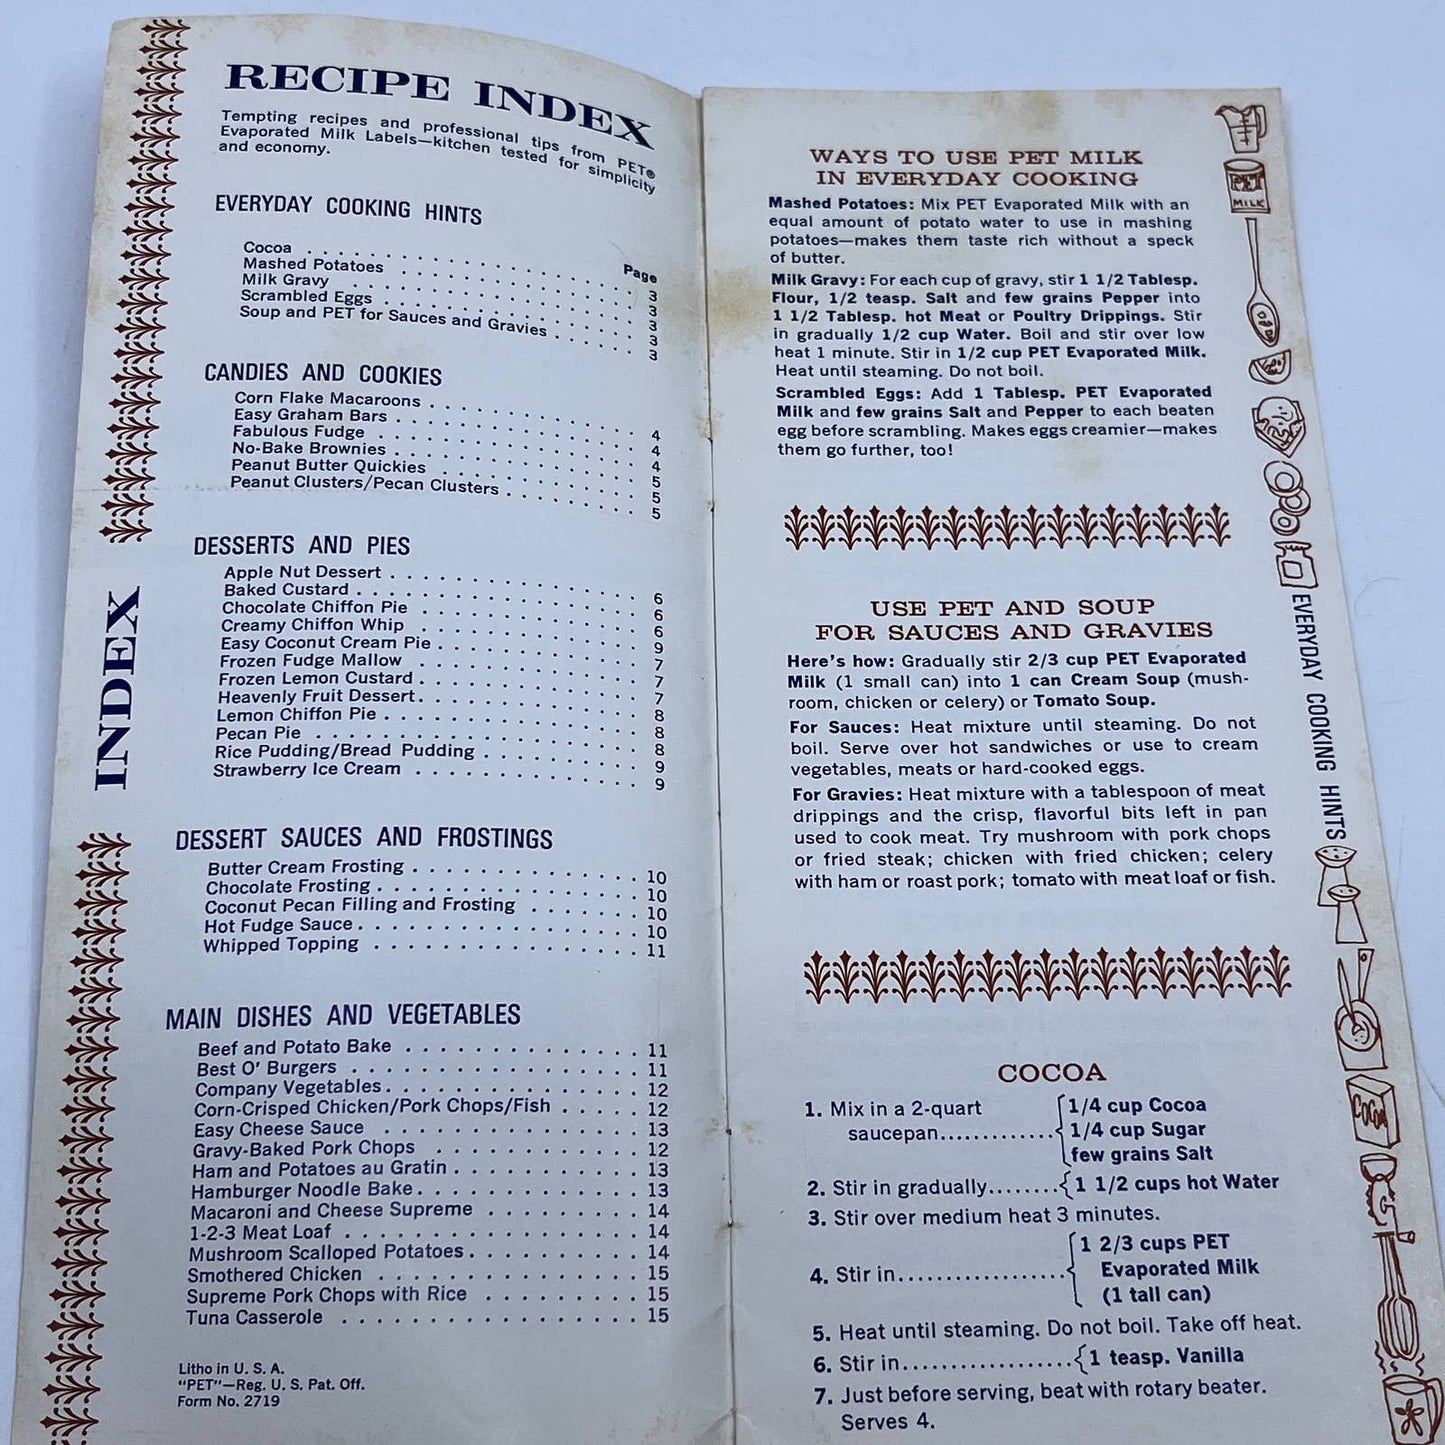 RECIPE INDEX
Tempting recipes and professional tips from PET®
Evaporated Milk Labels—kitchen tested for simplicity
and economy.
EVERYDAY COOKING HINTS
Page
Cocoa . . . . . . . . . . . . . . . . . . . 3
Mashed Potatoes . . . . . . . . . . . . . 3
Milk Gravy . . . . . . . . . . . . . . . . 3
Scrambled Eggs . . . . . . . . . . . . . . 3
Soup and PET for Sauces and Gravies . . . . . . 3
CANDIES AND COOKIES
Corn Flake Macaroons . . . . . . . . . . . . 4
Easy Graham Bars . . . . . . . . . . . . . . 4
Fabulous Fudge . . . . . . . . . . . . . . . 4
No-Bake Brownies . . . . . . . . . . . . . . 5
Peanut Butter Quickies . . . . . . . . . . . 5
Peanut Clusters/Pecan Clusters . . . . . . . . 5
DESSERTS AND PIES
Apple Nut Dessert . . . . . . . . . . . . . . 6
Baked Custard . . . . . . . . . . . . . . . . 6
Chocolate Chiffon Pie . . . . . . . . . . . . 6
Creamy Chiffon Whip . . . . . . . . . . . . . 9
Easy Coconut Cream Pie . . . . . . . . . . . . 7
Frozen Fudge Mallow . . . . . . . . . . . . . 7
Frozen Lemon Custard . . . . . . . . . . . . . 7
Heavenly Fruit Dessert . . . . . . . . . . . . 8
Lemon Chiffon Pie . . . . . . . . . . . . . . 8
Pecan Pie . . . . . . . . . . . . . . . . . . 8
Rice Pudding/Bread Pudding . . . . . . . . . . 9
Strawberry Ice Cream . . . . . . . . . . . . . 9
DESSERT SAUCES AND FROSTINGS
Butter Cream Frosting . . . . . . . . . . . . 10
Chocolate Frosting . . . . . . . . . . . . . . 10
Coconut Pecan Filling and Frosting . . . . . . 10
Hot Fudge Sauce . . . . . . . . . . . . . . . 10
Whipped Topping . . . . . . . . . . . . . . . 11
MAIN DISHES AND VEGETABLES
Beef and Potato Bake . . . . . . . . . . . . . 11
Best O' Burgers . . . . . . . . . . . . . . . 11
Company Vegetables . . . . . . . . . . . . . . 12
Corn-Crisped Chicken/Pork Chops/Fish . . . . . 12
Easy Cheese Sauce . . . . . . . . . . . . . . 13
Gravy-Baked Pork Chops . . . . . . . . . . . . 12
Ham and Potatoes au Gratin . . . . . . . . . . 13
Hamburger Noodle Bake . . . . . . . . . . . . 13
Macaroni and Cheese Supreme . . . . . . . . . 14
1-2-3 Meat Loaf . . . . . . . . . . . . . . . 14
Mushroom Scalloped Potatoes . . . . . . . . . 14
Smothered Chicken . . . . . . . . . . . . . . 15
Supreme Pork Chops with Rice . . . . . . . . . 15
Tuna Casserole . . . . . . . . . . . . . . . . 15
Litho in U. S. A.
"PET"—Reg. U. S. Pat. Off.
Form No. 2719
INDEX
WAYS TO USE PET MILK
IN EVERYDAY COOKING
Mashed Potatoes: Mix PET Evaporated Milk with an
equal amount of potato water to use in mashing
potatoes—makes them taste rich without a speck
of butter.
Milk Gravy: For each cup of gravy, stir 1 1/2 Tablesp.
Flour, 1/2 teasp. Salt and few grains Pepper into
1 1/2 Tablesp. hot Meat or Poultry Drippings. Stir
in gradually 1/2 cup Water. Boil and stir over low
heat 1 minute. Stir in 1/2 cup PET Evaporated Milk.
Heat until steaming. Do not boil.
Scrambled Eggs: Add 1 Tablesp. PET Evaporated
Milk and few grains Salt and Pepper to each beaten
egg before scrambling. Makes eggs creamier—makes
them go further, too!
USE PET AND SOUP
FOR SAUCES AND GRAVIES
Here's how: Gradually stir 2/3 cup PET Evaporated
Milk (1 small can) into 1 can Cream Soup (mush-
room, chicken or celery) or Tomato Soup.
For Sauces: Heat mixture until steaming. Do not
boil. Serve over hot sandwiches or use to cream
vegetables, meats or hard-cooked eggs.
For Gravies: Heat mixture with a tablespoon of meat
drippings and the crisp, flavorful bits left in pan
used to cook meat. Try mushroom with pork chops
or fried steak; chicken with fried chicken; celery
with ham or roast pork; tomato with meat loaf or fish.
COCOA
1. Mix in a 2-quart
saucepan............. { 1/4 cup Cocoa
1/4 cup Sugar
few grains Salt
2. Stir in gradually........{ 1 1/2 cups hot Water
3. Stir over medium heat 3 minutes.
4. Stir in................... { 1 2/3 cups PET
Evaporated Milk
(1 tall can)
5. Heat until steaming. Do not boil. Take off heat.
6. Stir in...................{ 1 teasp. Vanilla
7. Just before serving, beat with rotary beater.
Serves 4.
PET
MILK
EVERYDAY COOKING HINTS
COCOA